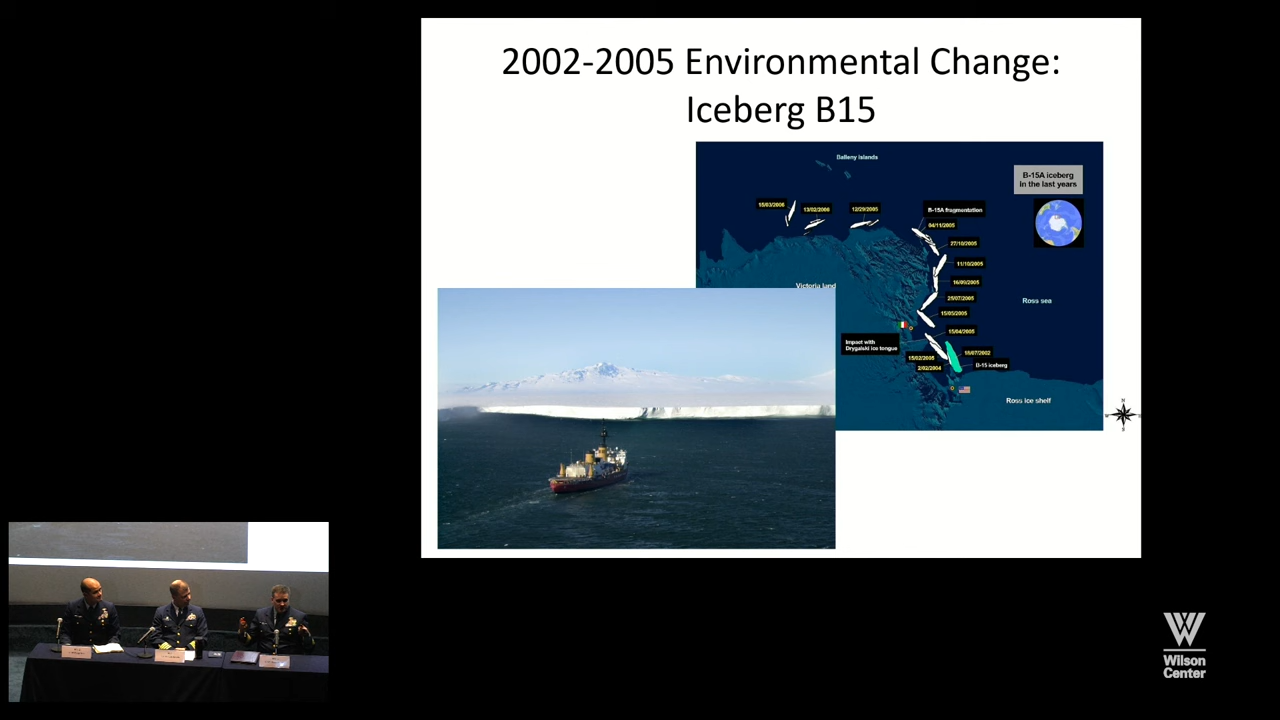 2002-2005 Environmental Change:
Iceberg B15
Balleny Islands
B-15A iceberg
in the last years
15/03/2006
13/02/2006
12/29/2005
B-15A fragmentation
04/11/2005
27/10/2005
11/10/2005
16/09/2005
Victoria land
25/07/2005
Ross sea
15/05/2005
15/04/2005
Impact with
Drygalski ice tongue
15/02/2005
2/02/2004
18/07/2002
B-15 iceberg
Ross ice shelf
N
S
W
Wilson
Center